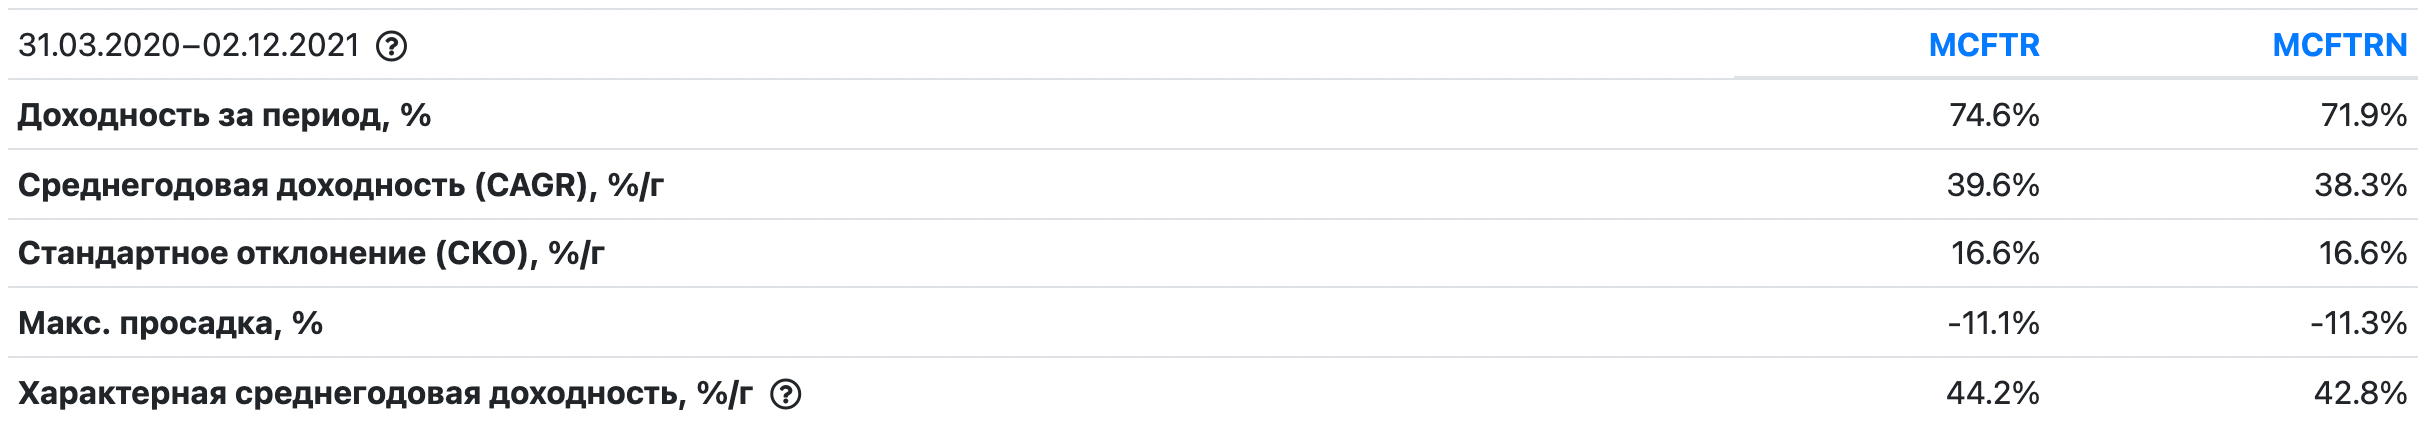 31.03.2020–02.12.2021 ? MCFTR MCFTRN
Доходность за период, % 74.6% 71.9%
Среднегодовая доходность (CAGR), %/г 39.6% 38.3%
Стандартное отклонение (СКО), %/г 16.6% 16.6%
Макс. просадка, % -11.1% -11.3%
Характерная среднегодовая доходность, %/г ? 44.2% 42.8%